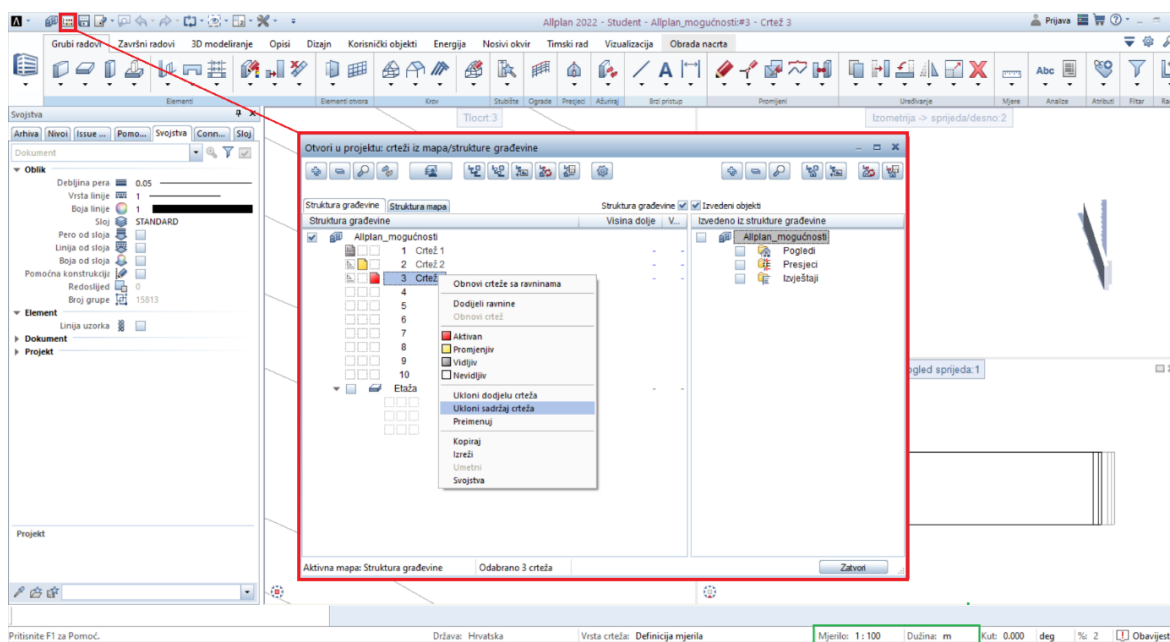 Allplan 2022 - Student - Allplan_mogućnosti:#3 - Crtež 3
Prijava
Grubi radovi Završni radovi 3D modeliranje Opisi Dizajn Korisnički objekti Energija Nosivi okvir Timski rad Vizualizacija Obrada nacrta
Abc
Elementi Elementi otvora Krov Stubište Ograde Presjeci Ažuriraj Brzi pristup Promijeni Uređivanje Mjere Analize Atributi Filtar
Svojstva
Tlocrt:3
Izometrija -> sprijeda/desno:2
Arhiva Nivoi Issue ... Pomo... Svojstva Conn... Sloj
Dokument
Oblik
Debljina pera 0.05
Vrsta linije 1
Boja linije 1
Sloj STANDARD
Pero od sloja
Linija od sloja
Boja od sloja
Pomoćna konstrukcija
Redoslijed 0
Broj grupe 15813
Element
Linija uzorka
Dokument
Projekt
Projekt
Otvori u projektu: crteži iz mapa/strukture građevine
Struktura građevine Struktura mapa
Struktura građevine Izvedeni objekti
Struktura građevine Visina dolje V...
Izvedeno iz strukture građevine
Allplan_mogućnosti
1 Crtež 1
2 Crtež 2
3 Crtež
4
5
6
7
8
9
10
Etaža
Allplan_mogućnosti
Pogledi
Presjeci
Izvještaji
Obnovi crteže sa ravninama
Dodijeli ravnine
Obnovi crtež
Aktivan
Promjenjiv
Vidljiv
Nevidljiv
Ukloni dodjelu crteža
Ukloni sadržaj crteža
Preimenuj
Kopiraj
Izreži
Umetni
Svojstva
ogled sprijeda:1
Aktivna mapa: Struktura građevine Odabrano 3 crteža
Zatvori
Pritisnite F1 za Pomoć. Država: Hrvatska Vrsta crteža: Definicija mjerila Mjerilo: 1 : 100 Dužina: m Kut: 0.000 deg %: 2 Obavijest